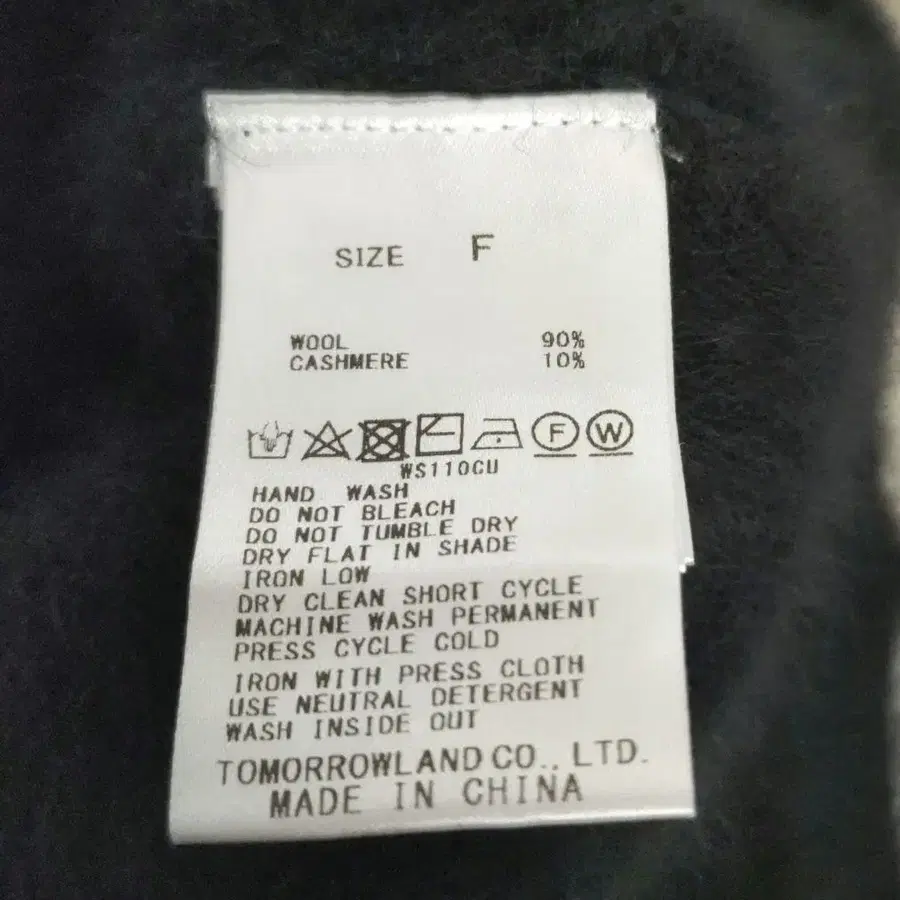 SIZE F
WOOL 90%
CASHMERE 10%
F W
WS110CU
HAND WASH
DO NOT BLEACH
DO NOT TUMBLE DRY
DRY FLAT IN SHADE
IRON LOW
DRY CLEAN SHORT CYCLE
MACHINE WASH PERMANENT
PRESS CYCLE COLD
IRON WITH PRESS CLOTH
USE NEUTRAL DETERGENT
WASH INSIDE OUT
TOMORROWLAND CO., LTD.
MADE IN CHINA